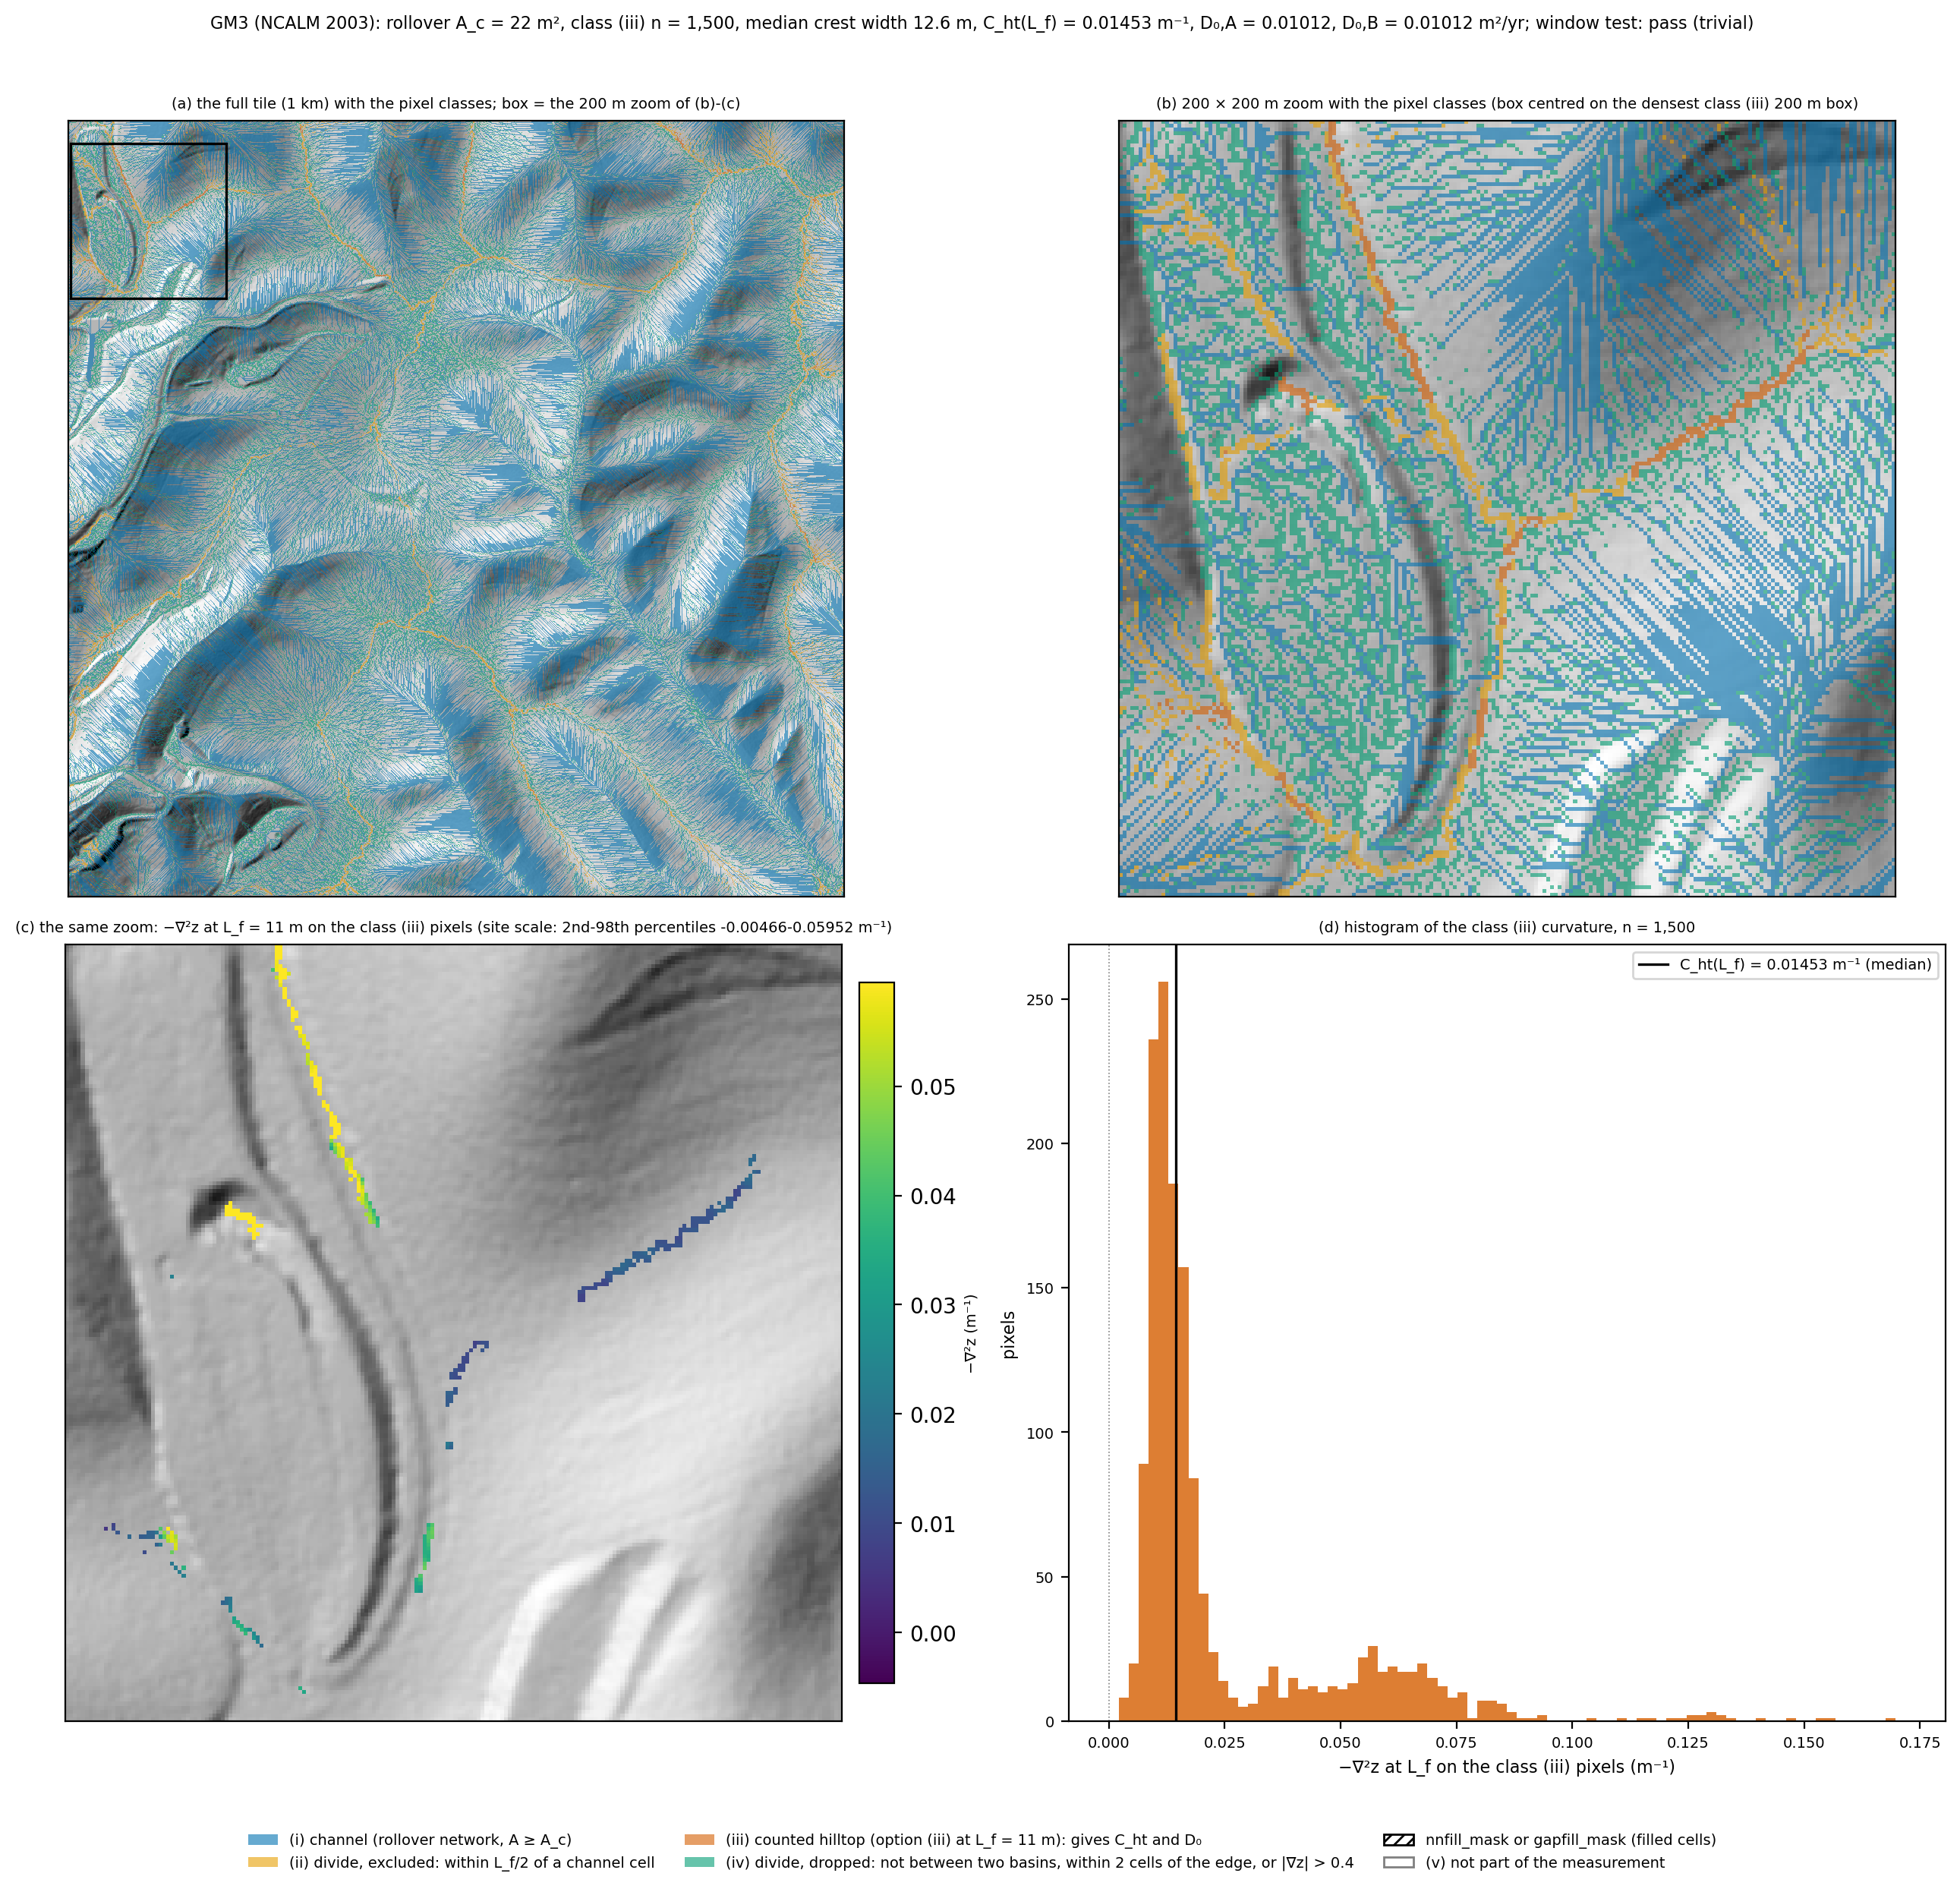 GM3 (NCALM 2003): rollover A_c = 22 m², class (iii) n = 1,500, median crest width 12.6 m, C_ht(L_f) = 0.01453 m⁻¹, D₀,A = 0.01012, D₀,B = 0.01012 m²/yr; window test: pass (trivial)
(a) the full tile (1 km) with the pixel classes; box = the 200 m zoom of (b)-(c)
(b) 200 × 200 m zoom with the pixel classes (box centred on the densest class (iii) 200 m box)
(c) the same zoom: −∇²z at L_f = 11 m on the class (iii) pixels (site scale: 2nd-98th percentiles -0.00466-0.05952 m⁻¹)
0.05
0.04
0.03
0.02
0.01
0.00
−∇²z (m⁻¹)
(d) histogram of the class (iii) curvature, n = 1,500
C_ht(L_f) = 0.01453 m⁻¹ (median)
250
200
150
100
50
0
pixels
0.000 0.025 0.050 0.075 0.100 0.125 0.150 0.175
−∇²z at L_f on the class (iii) pixels (m⁻¹)
(i) channel (rollover network, A ≥ A_c)
(ii) divide, excluded: within L_f/2 of a channel cell
(iii) counted hilltop (option (iii) at L_f = 11 m): gives C_ht and D₀
(iv) divide, dropped: not between two basins, within 2 cells of the edge, or |∇z| > 0.4
nnfill_mask or gapfill_mask (filled cells)
(v) not part of the measurement